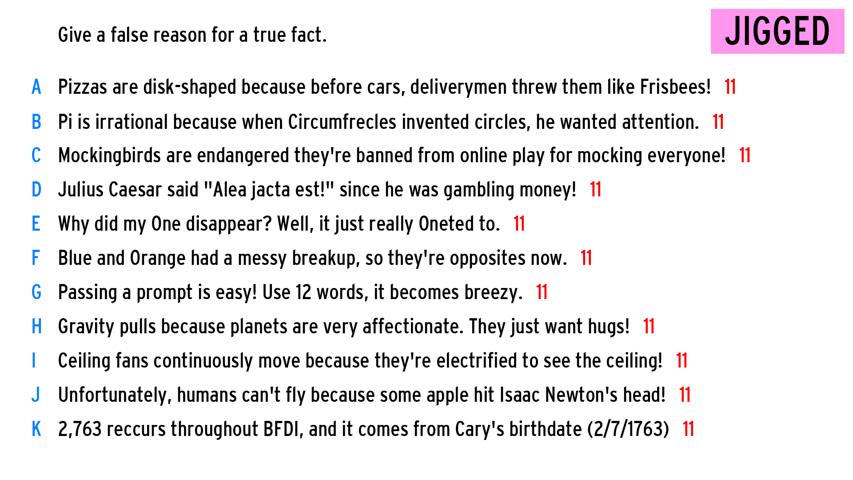 Give a false reason for a true fact.
JIGGED
A Pizzas are disk-shaped because before cars, deliverymen threw them like Frisbees! 11
B Pi is irrational because when Circumfrecles invented circles, he wanted attention. 11
C Mockingbirds are endangered they're banned from online play for mocking everyone! 11
D Julius Caesar said "Alea jacta est!" since he was gambling money! 11
E Why did my One disappear? Well, it just really Oneted to. 11
F Blue and Orange had a messy breakup, so they're opposites now. 11
G Passing a prompt is easy! Use 12 words, it becomes breezy. 11
H Gravity pulls because planets are very affectionate. They just want hugs! 11
I Ceiling fans continuously move because they're electrified to see the ceiling! 11
J Unfortunately, humans can't fly because some apple hit Isaac Newton's head! 11
K 2,763 reccurs throughout BFDI, and it comes from Cary's birthdate (2/7/1763) 11